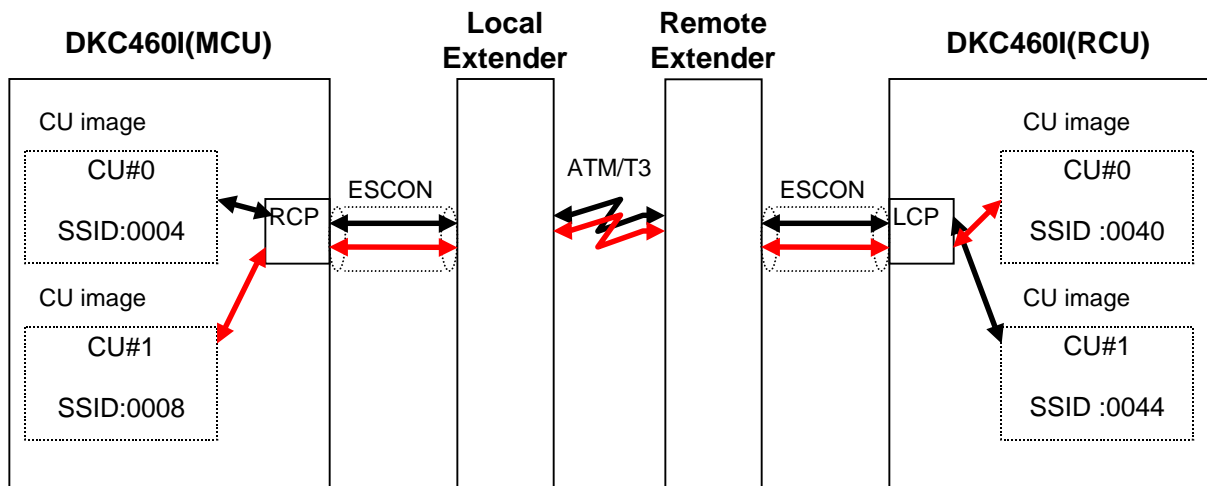 DKC460I(MCU)
Local
Extender
Remote
Extender
DKC460I(RCU)
CU image
CU#0
SSID:0004
CU image
CU#1
SSID:0008
RCP
ESCON
ATM/T3
ESCON
LCP
CU image
CU#0
SSID :0040
CU image
CU#1
SSID :0044